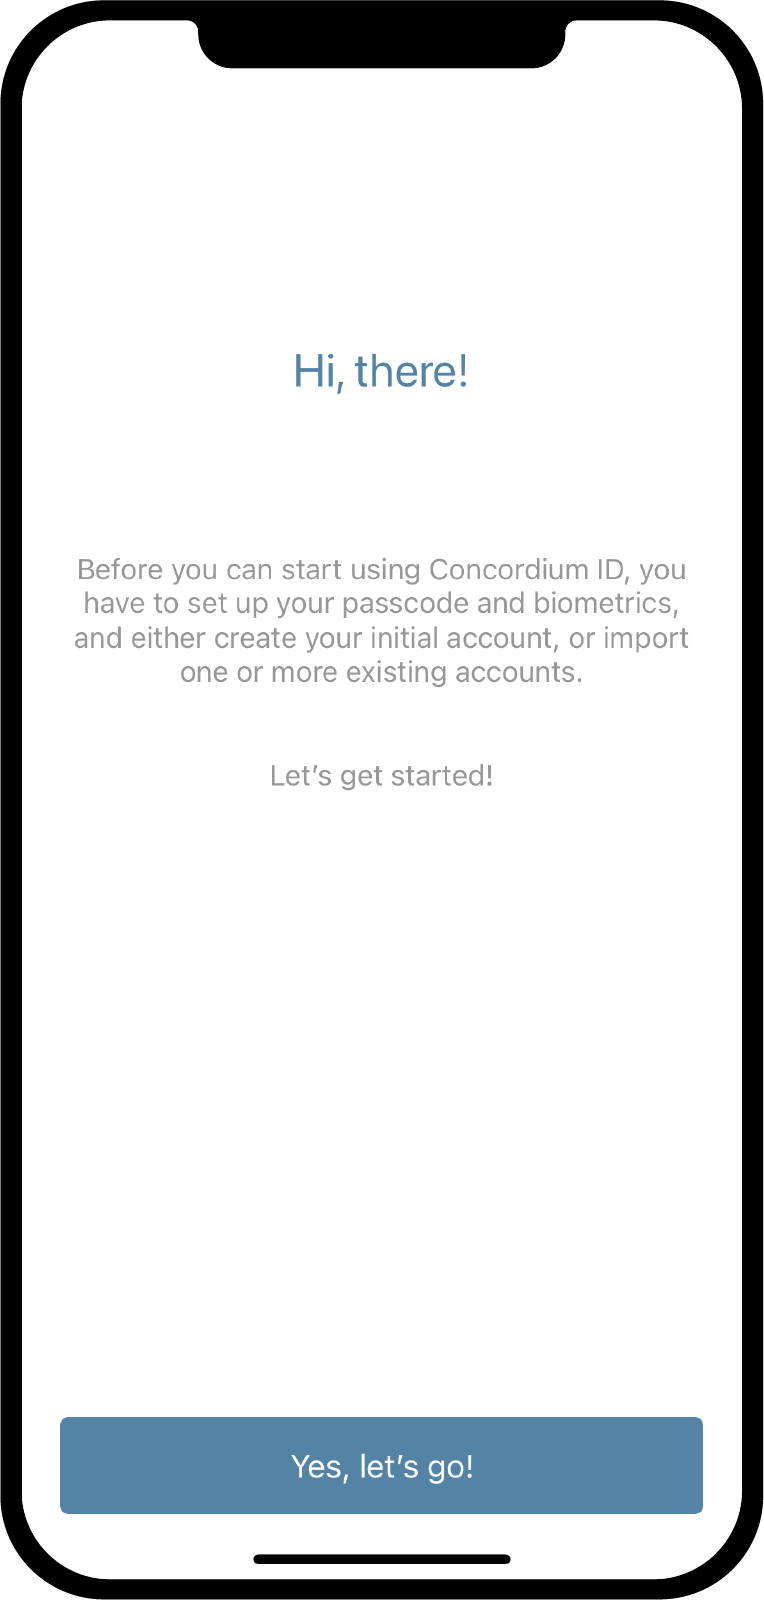 Hi, there!
Before you can start using Concordium ID, you
have to set up your passcode and biometrics,
and either create your initial account, or import
one or more existing accounts.
Let’s get started!
Yes, let’s go!